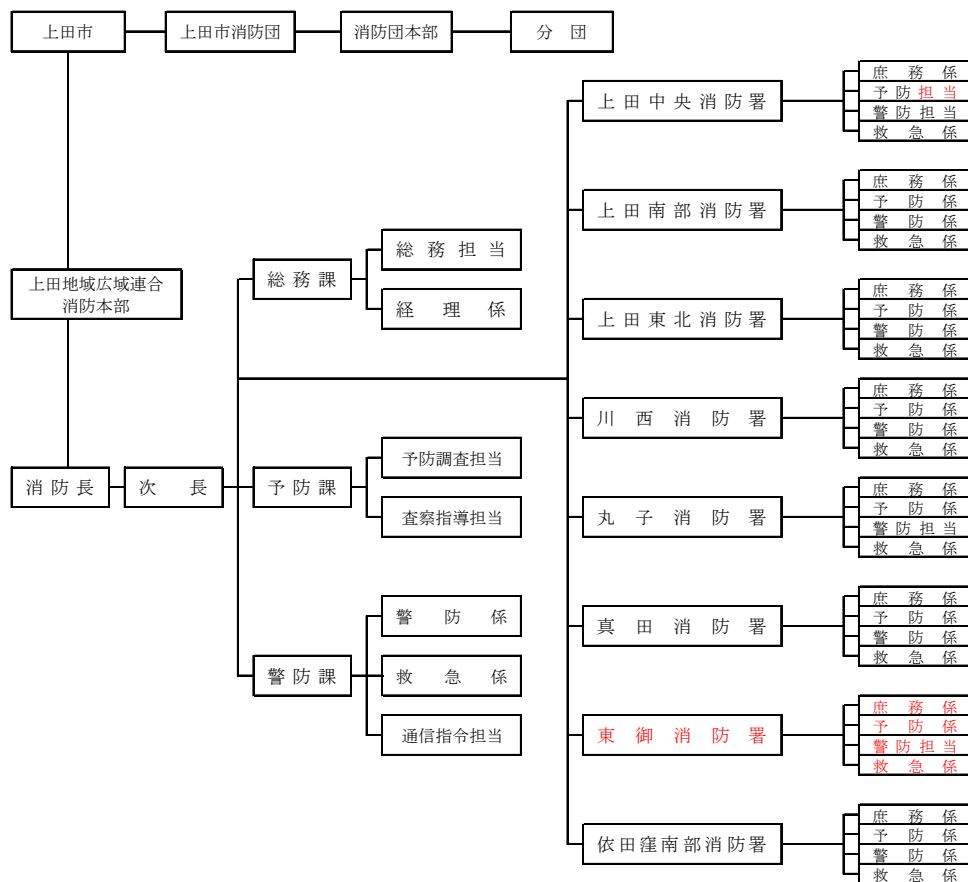 上田市
上田市消防団
消防団本部
分団
上田地域広域連合
消防本部
消防長
次長
総務課
総務担当
経理係
予防課
予防調査担当
査察指導担当
警防課
警防係
救急係
通信指令担当
上田中央消防署
庶務係
予防担当
警防担当
救急係
上田南部消防署
庶務係
予防係
警防係
救急係
上田東北消防署
庶務係
予防係
警防係
救急係
川西消防署
庶務係
予防係
警防係
救急係
丸子消防署
庶務係
予防係
警防担当
救急係
真田消防署
庶務係
予防係
警防係
救急係
東御消防署
庶務係
予防係
警防担当
救急係
依田窪南部消防署
庶務係
予防係
警防係
救急係